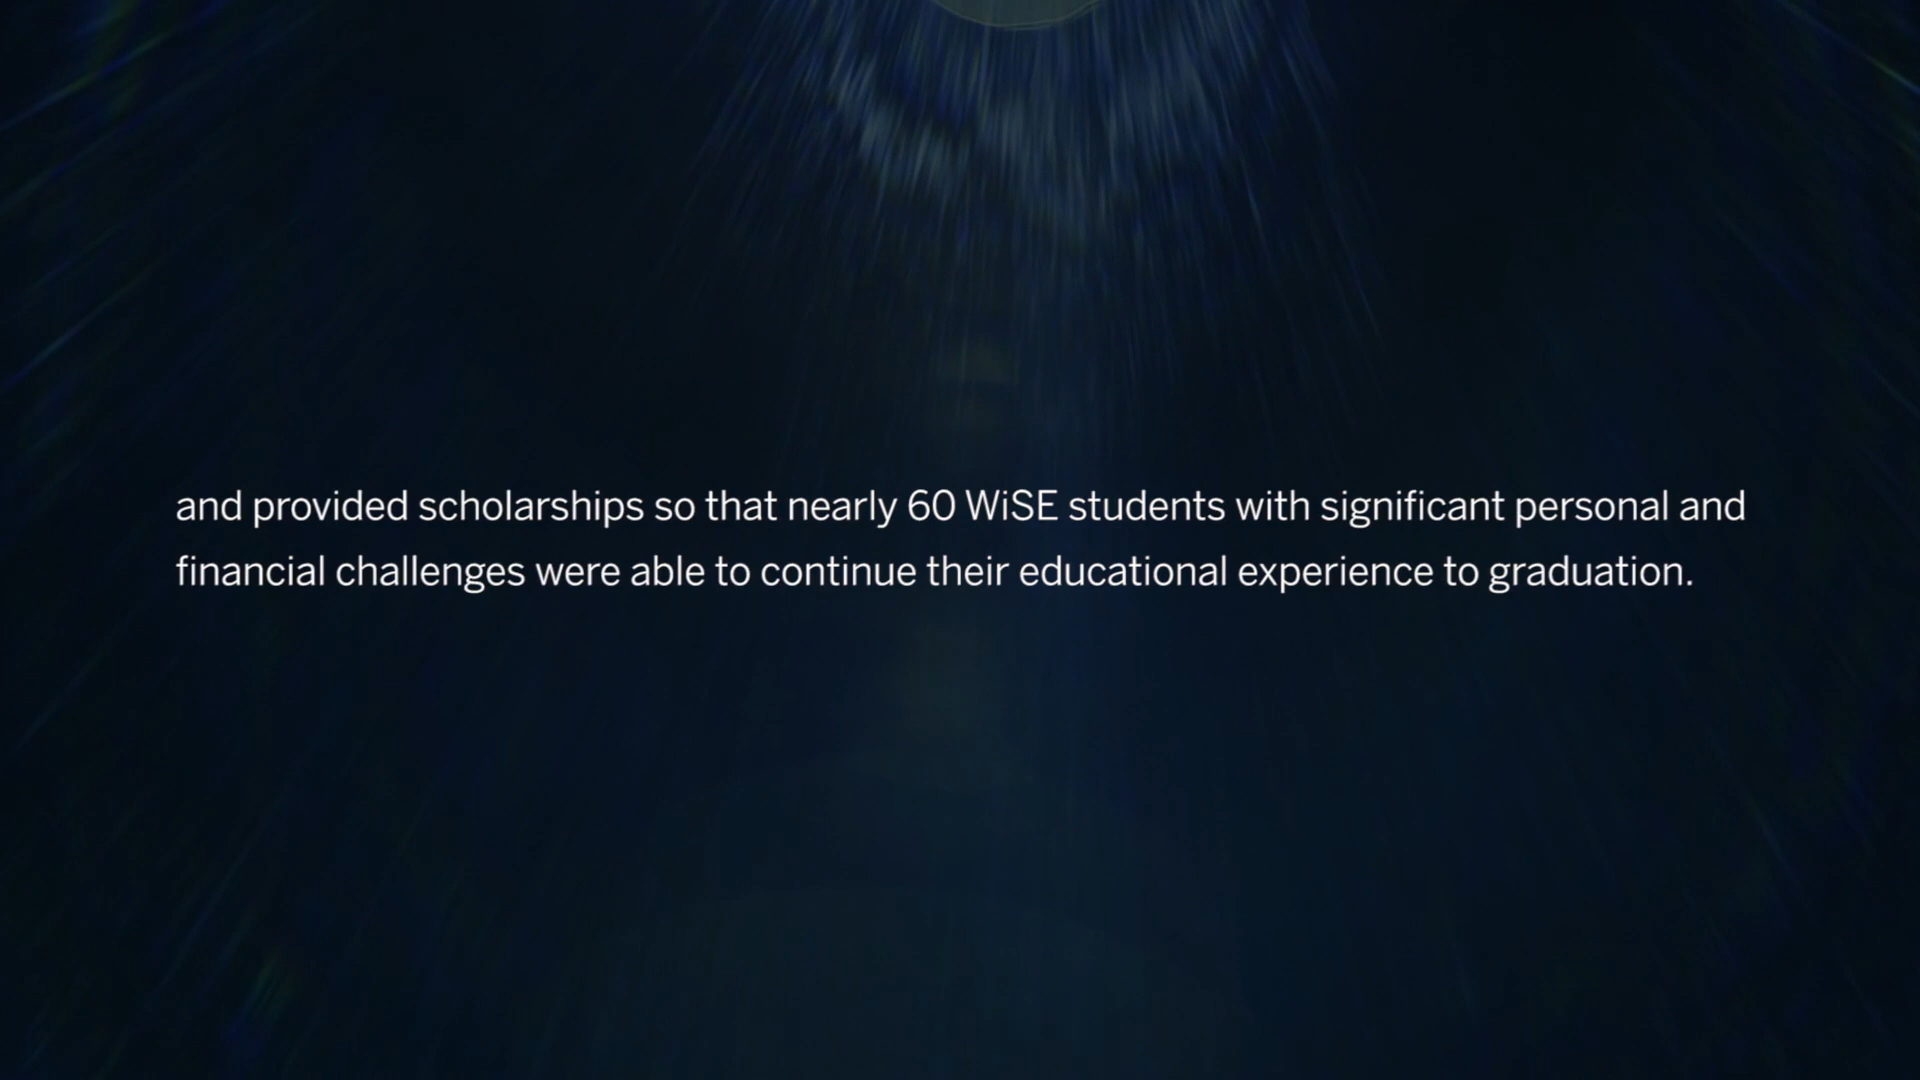 and provided scholarships so that nearly 60 WiSE students with significant personal and
financial challenges were able to continue their educational experience to graduation.